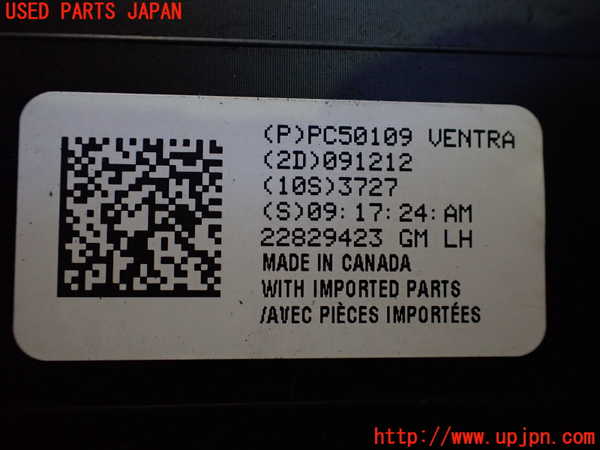 USED PARTS JAPAN
(P)PC50109 VENTRA
(2D)091212
(10S)3727
(S)09:17:24:AM
22829423 GM LH
MADE IN CANADA
WITH IMPORTED PARTS
/AVEC PIÈCES IMPORTÉES
http://www.upjpn.com/